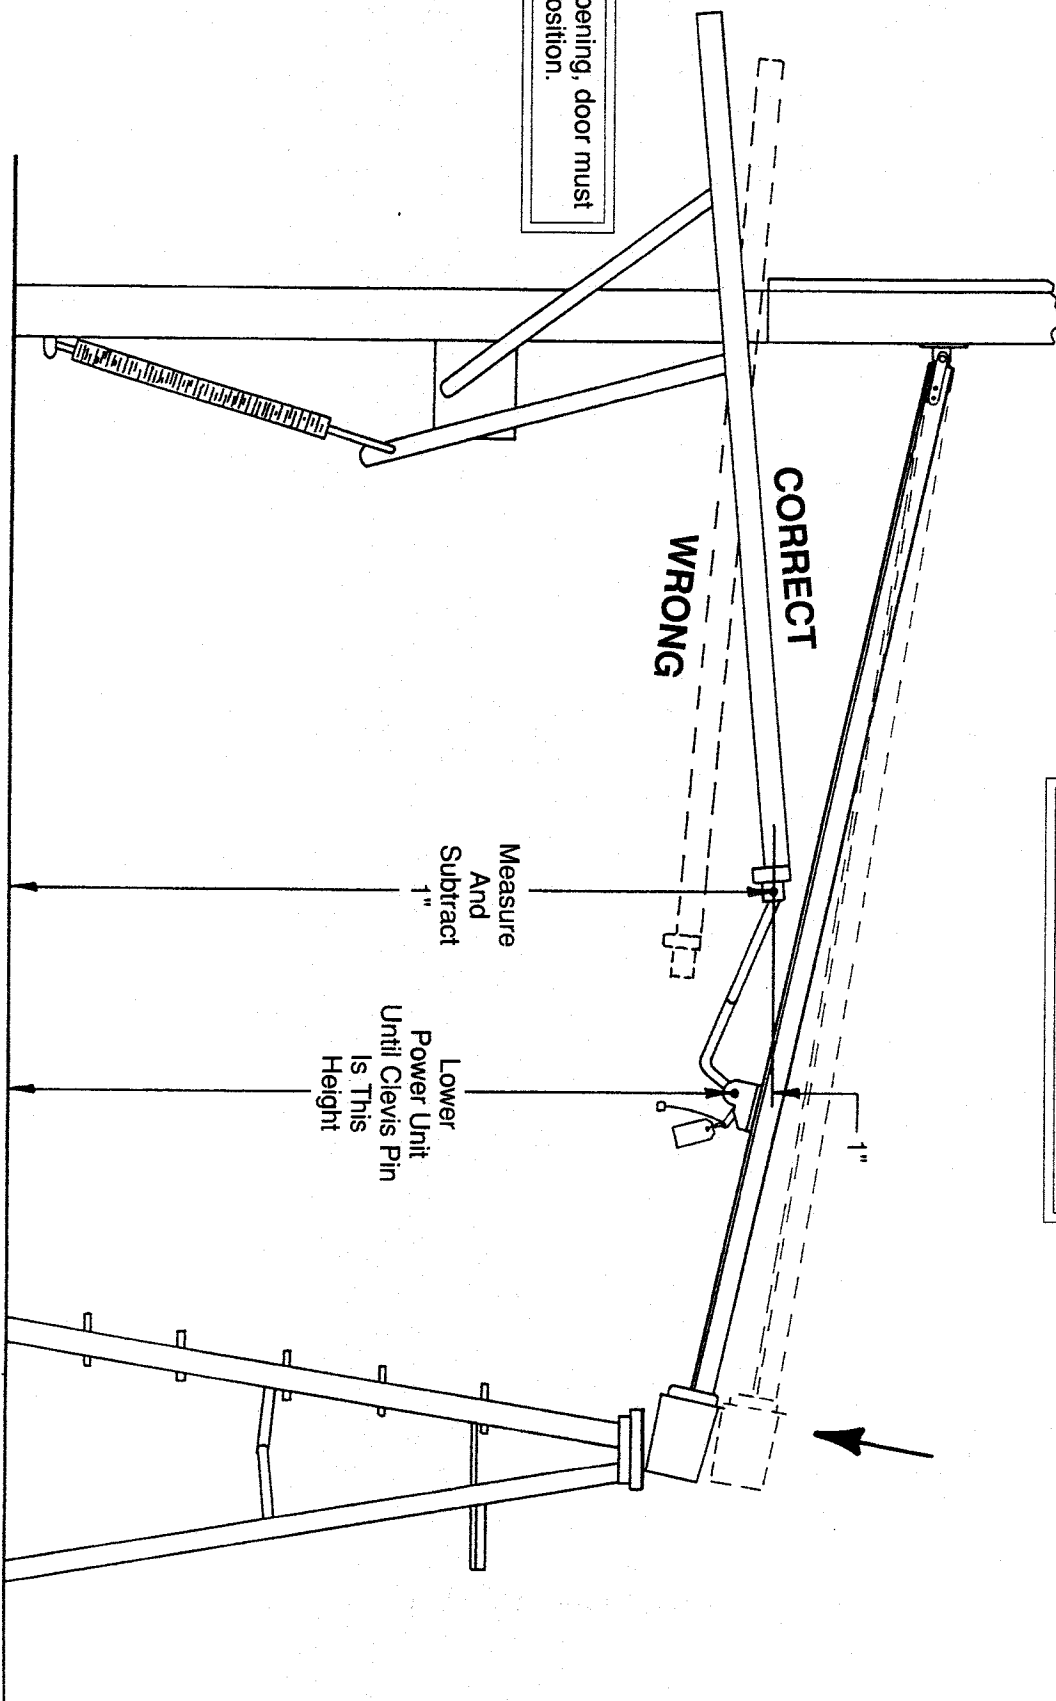 door must
osition.
CORRECT
WRONG
Measure
And
Subtract
1"
Lower
Power Unit
Until Clevis Pin
Is This
Height
1"